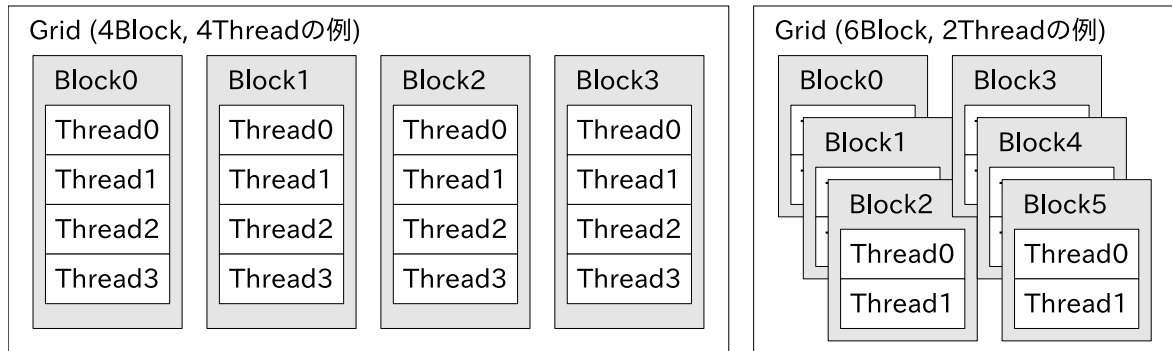 Grid (4Block, 4Threadの例)
Block0
Thread0
Thread1
Thread2
Thread3
Block1
Thread0
Thread1
Thread2
Thread3
Block2
Thread0
Thread1
Thread2
Thread3
Block3
Thread0
Thread1
Thread2
Thread3
Grid (6Block, 2Threadの例)
Block0
Block1
Block2
Thread0
Thread1
Block3
Block4
Block5
Thread0
Thread1